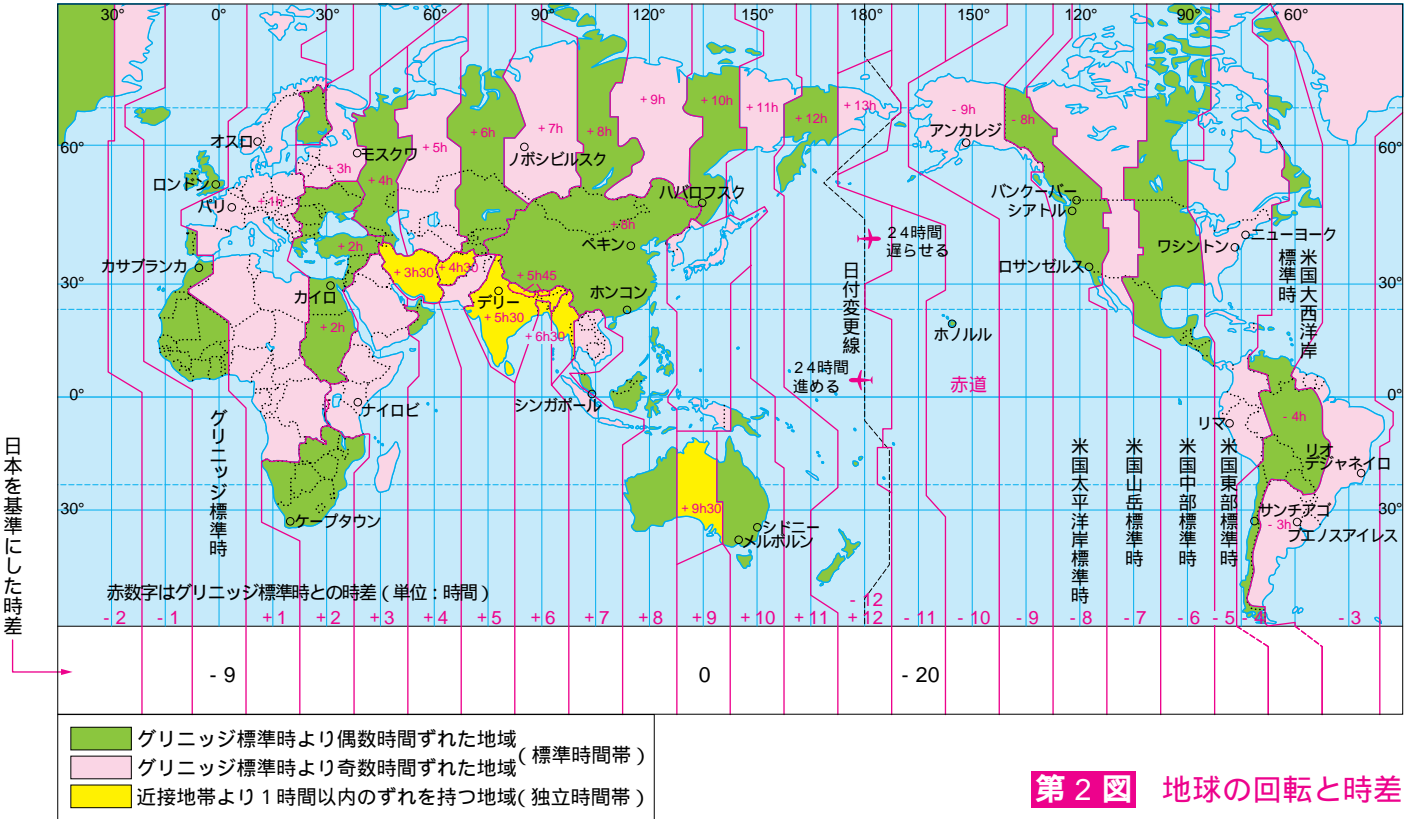 30°
0°
30°
60°
90°
120°
150°
180°
150°
120°
90°
60°
60°
30°
0°
30°
60°
30°
0°
30°
+9h
+10h
+11h
+12h
+13h
-9h
-8h
+6h
+7h
+8h
+5h
+3h
+4h
+1h
+2h
+8h
+3h30
+4h30
+5h45
+5h30
+6h30
+2h
+9h30
-4h
-3h
オスロ
モスクワ
ノボシビルスク
アンカレジ
ロンドン
パリ
ハバロフスク
バンクーバー
シアトル
ペキン
ワシントン
ニューヨーク
カサブランカ
カイロ
デリー
ホンコン
ロサンゼルス
ホノルル
シンガポール
ナイロビ
リマ
リオ
デジャネイロ
ケープタウン
シドニー
メルボルン
サンチアゴ
ブエノスアイレス
24時間
遅らせる
日付変更線
24時間
進める
赤道
グリニッジ標準時
米国太平洋岸標準時
米国山岳標準時
米国中部標準時
米国東部標準時
米国大西洋岸
標準時
赤数字はグリニッジ標準時との時差(単位:時間)
-2
-1
+1
+2
+3
+4
+5
+6
+7
+8
+9
+10
+11
-12
+12
-11
-10
-9
-8
-7
-6
-5
-4
-3
日本を基準にした時差
-9
0
-20
グリニッジ標準時より偶数時間ずれた地域
グリニッジ標準時より奇数時間ずれた地域
(標準時間帯)
近接地帯より1時間以内のずれを持つ地域(独立時間帯)
第2図 地球の回転と時差